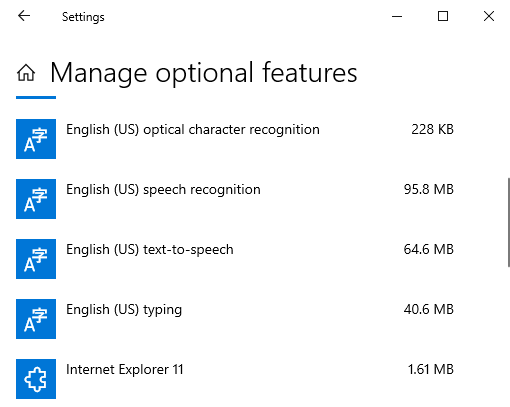 Settings
Manage optional features
English (US) optical character recognition 228 KB
English (US) speech recognition 95.8 MB
English (US) text-to-speech 64.6 MB
English (US) typing 40.6 MB
Internet Explorer 11 1.61 MB